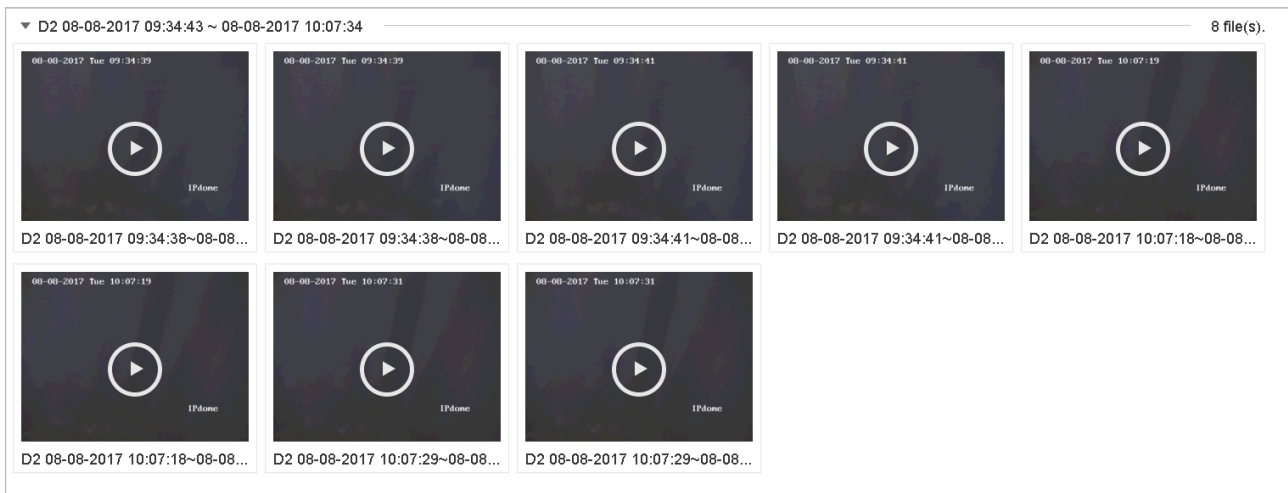 D2 08-08-2017 09:34:43 ~ 08-08-2017 10:07:34
8 file(s).
08-08-2017 Tue 09:34:39
IPdome
D2 08-08-2017 09:34:38~08-08...
08-08-2017 Tue 09:34:39
IPdome
D2 08-08-2017 09:34:38~08-08...
08-08-2017 Tue 09:34:41
IPdome
D2 08-08-2017 09:34:41~08-08...
08-08-2017 Tue 09:34:41
IPdome
D2 08-08-2017 09:34:41~08-08...
08-08-2017 Tue 10:07:19
IPdome
D2 08-08-2017 10:07:18~08-08...
08-08-2017 Tue 10:07:19
IPdome
D2 08-08-2017 10:07:18~08-08...
08-08-2017 Tue 10:07:31
IPdome
D2 08-08-2017 10:07:29~08-08...
08-08-2017 Tue 10:07:31
IPdome
D2 08-08-2017 10:07:29~08-08...